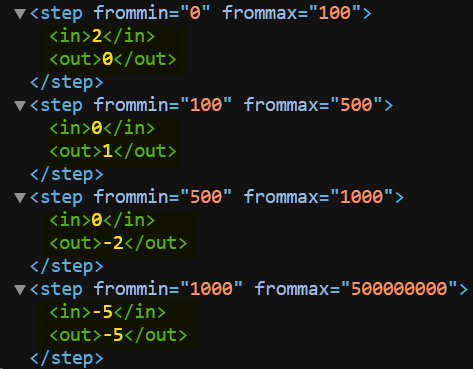 ▼<step frommin="0" frommax="100">
<in>2</in>
<out>0</out>
</step>
▼<step frommin="100" frommax="500">
<in>0</in>
<out>1</out>
</step>
▼<step frommin="500" frommax="1000">
<in>0</in>
<out>-2</out>
</step>
▼<step frommin="1000" frommax="500000000">
<in>-5</in>
<out>-5</out>
</step>